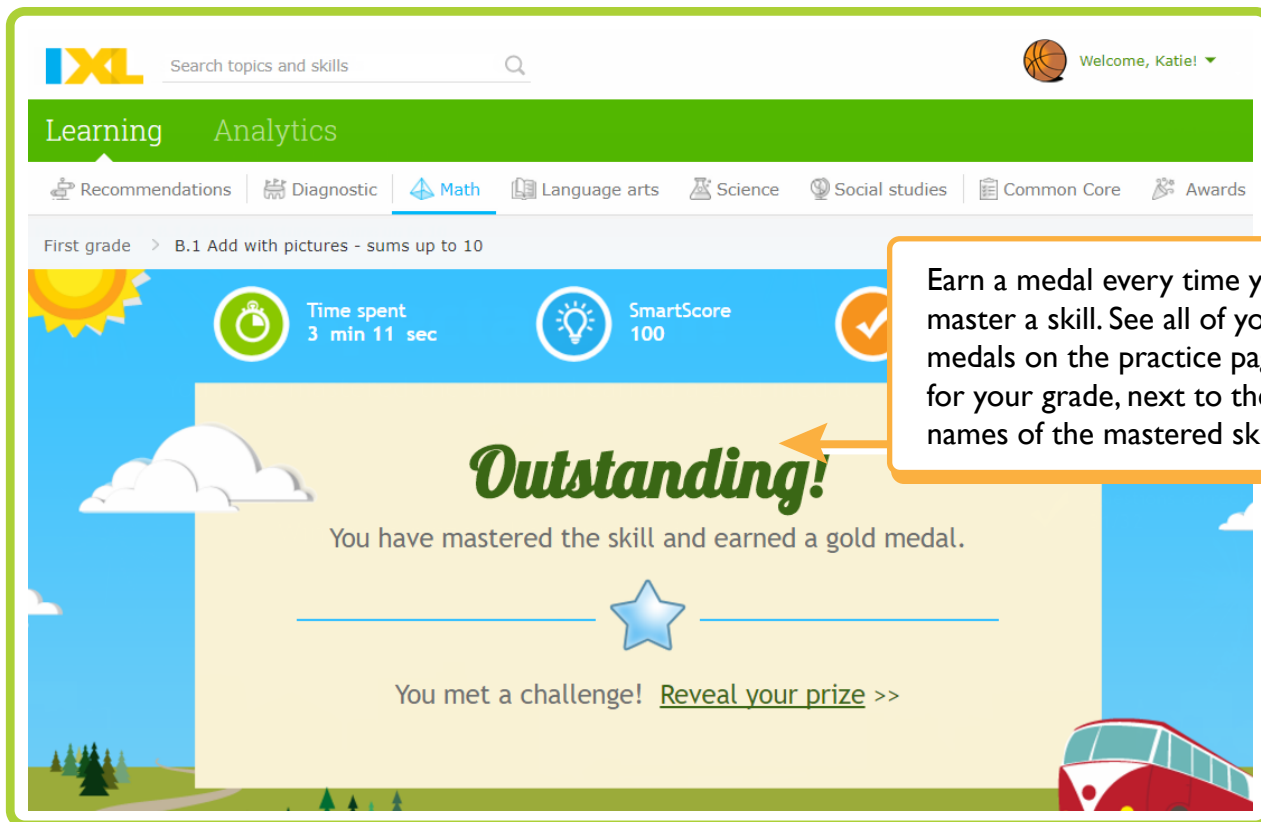 IXL
Search topics and skills
Welcome, Katie!
Learning Analytics
Recommendations Diagnostic Math Language arts Science Social studies Common Core Awards
First grade > B.1 Add with pictures - sums up to 10
Time spent
3 min 11 sec
SmartScore
100
Earn a medal every time y
master a skill. See all of yo
medals on the practice pa
for your grade, next to the
names of the mastered sk
Outstanding!
You have mastered the skill and earned a gold medal.
You met a challenge! Reveal your prize >>